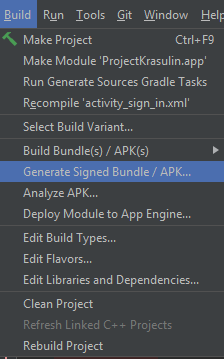 Build Run Tools Git Window Help
Make Project Ctrl+F9
Make Module 'ProjectKrasulin.app'
Run Generate Sources Gradle Tasks
Recompile 'activity_sign_in.xml'
Select Build Variant...
Build Bundle(s) / APK(s)
Generate Signed Bundle / APK...
Analyze APK...
Deploy Module to App Engine...
Edit Build Types...
Edit Flavors...
Edit Libraries and Dependencies...
Clean Project
Refresh Linked C++ Projects
Rebuild Project